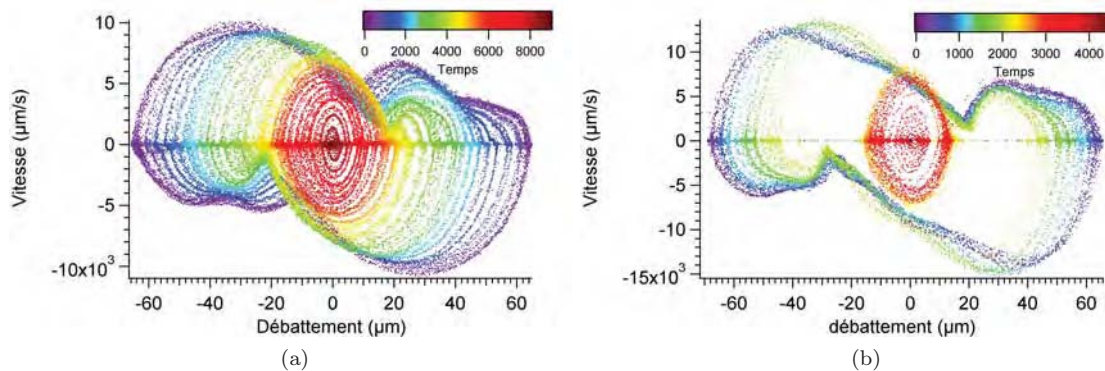 10
5
0
-5
-10x10³
Vitesse (µm/s)
0 2000 4000 6000 8000
Temps
-60 -40 -20 0 20 40 60
Débattement (µm)
(a)
10
5
0
-5
-10
-15x10³
Vitesse (µm/s)
0 1000 2000 3000 4000
Temps
-60 -40 -20 0 20 40 60
débattement (µm)
(b)